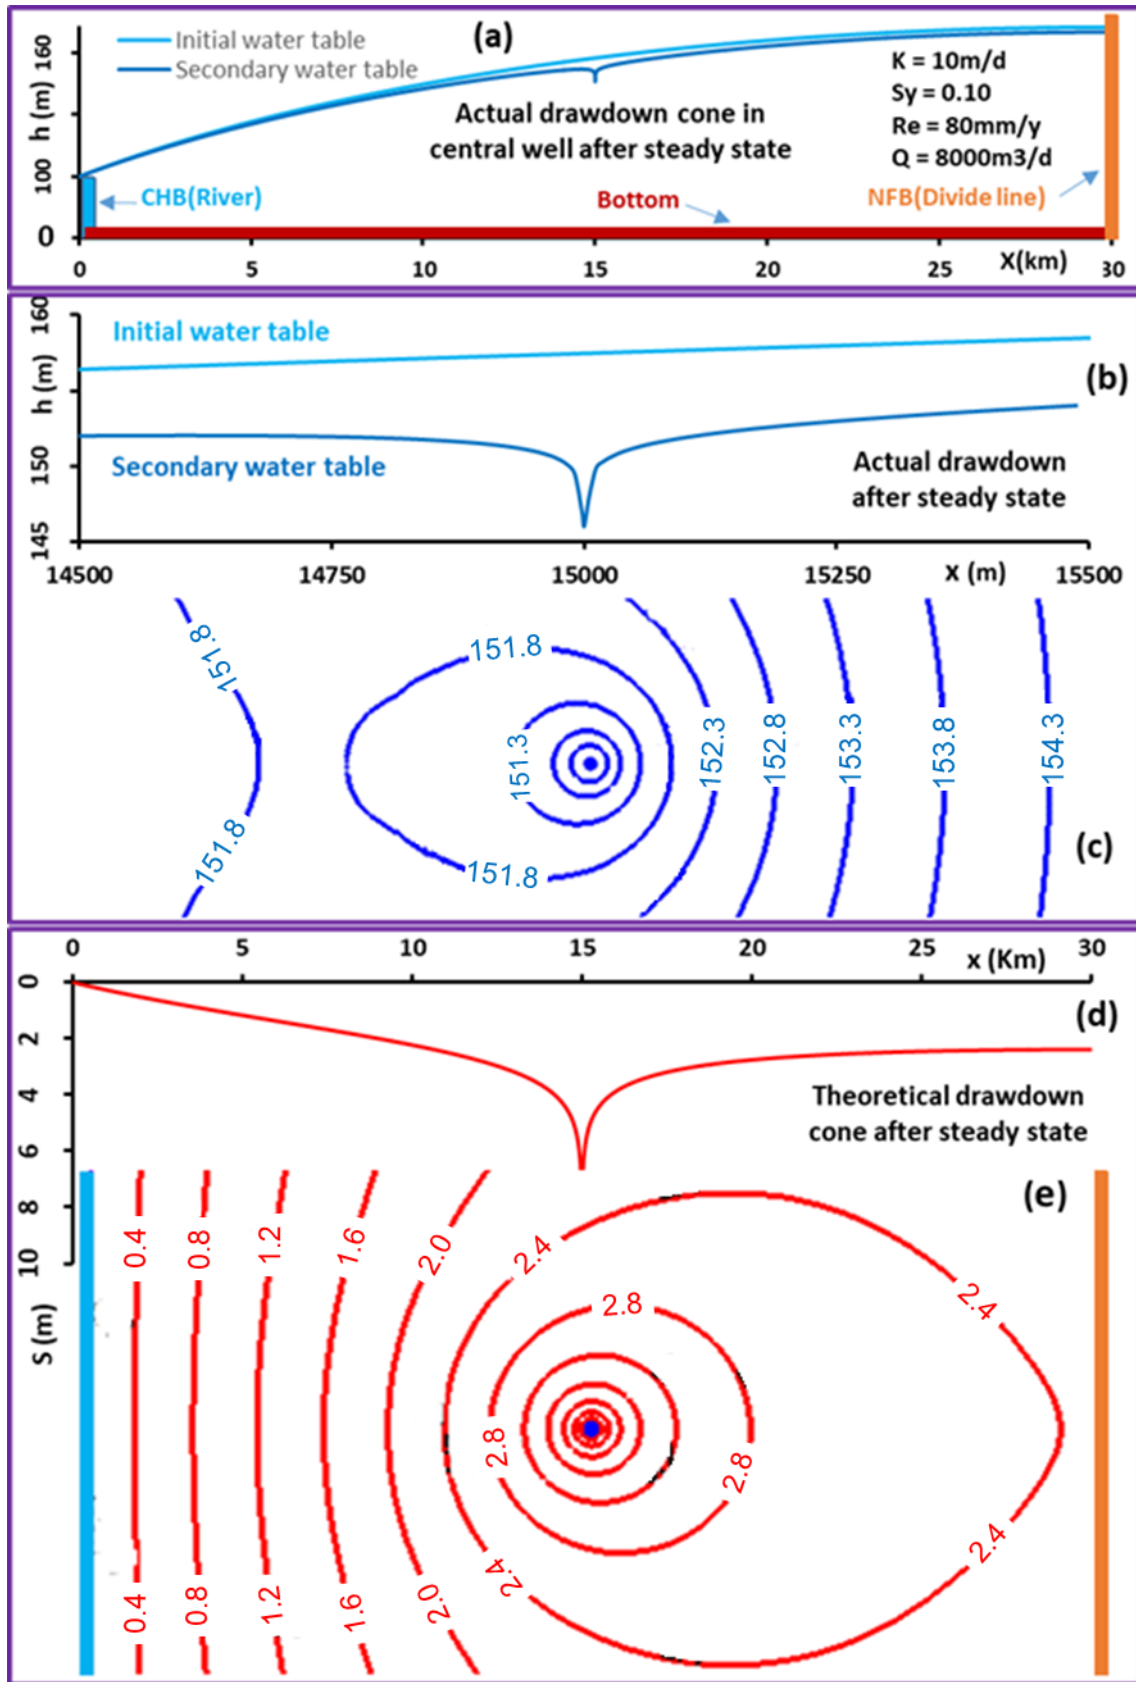 (a)
Initial water table
Secondary water table
160
100
0
h (m)
K = 10m/d
Sy = 0.10
Re = 80mm/y
Q = 8000m3/d
Actual drawdown cone in
central well after steady state
CHB(River)
Bottom
NFB(Divide line)
0 5 10 15 20 25 X(km) 30
160
150
145
h (m)
Initial water table
(b)
Secondary water table
Actual drawdown
after steady state
14500 14750 15000 15250 X (m) 15500
151.8
151.8
151.8
151.3
151.8
152.3
152.8
153.3
153.8
154.3
(c)
0 5 10 15 20 25 x (Km) 30
0
2
4
6
8
10
S (m)
(d)
Theoretical drawdown
cone after steady state
(e)
0.4
0.8
1.2
1.6
2.0
2.4
2.8
2.4
2.8
2.8
0.4
0.8
1.2
1.6
2.0
2.4
2.4